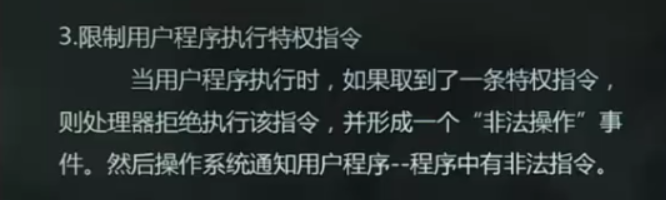 3.限制用户程序执行特权指令
当用户程序执行时，如果取到了一条特权指令，
则处理器拒绝执行该指令，并形成一个“非法操作”事
件。然后操作系统通知用户程序--程序中有非法指令。